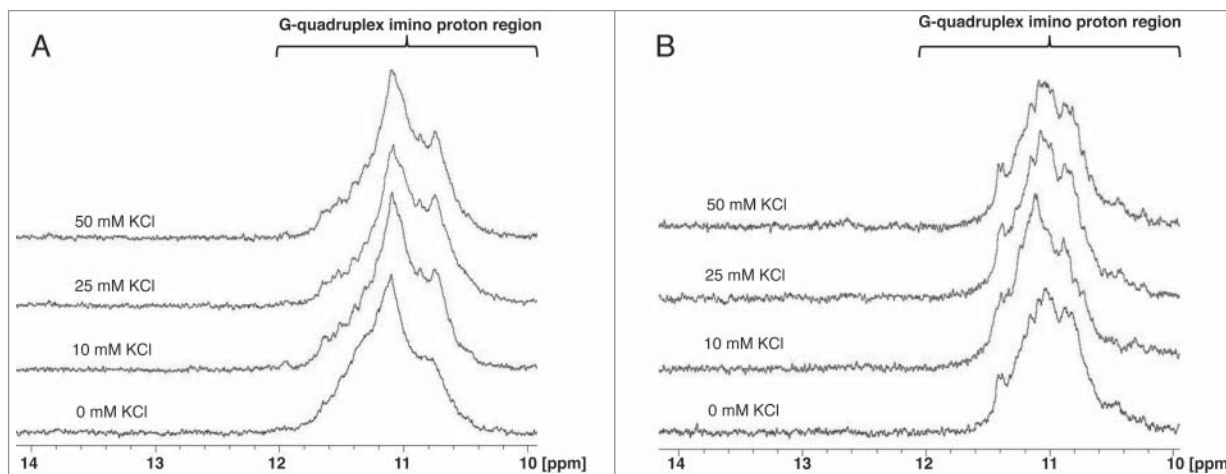 G-quadruplex imino proton region
A
50 mM KCl
25 mM KCl
10 mM KCl
0 mM KCl
14 13 12 11 10 [ppm]
G-quadruplex imino proton region
B
50 mM KCl
25 mM KCl
10 mM KCl
0 mM KCl
14 13 12 11 10 [ppm]